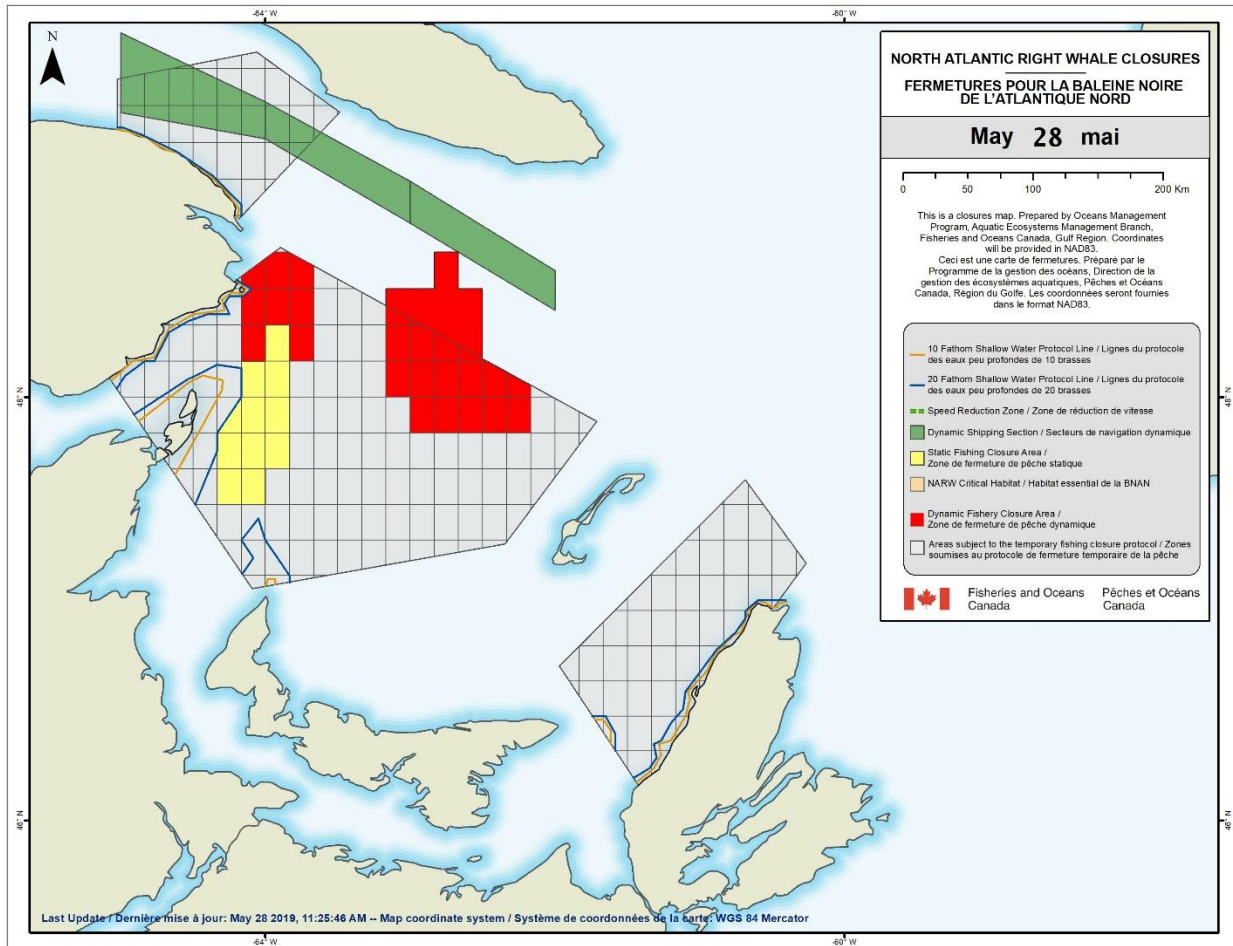 -64° W
-60° W
N
NORTH ATLANTIC RIGHT WHALE CLOSURES
FERMETURES POUR LA BALEINE NOIRE
DE L'ATLANTIQUE NORD
May 28 mai
0 50 100 200 Km
This is a closures map. Prepared by Oceans Management
Program, Aquatic Ecosystems Management Branch,
Fisheries and Oceans Canada, Gulf Region. Coordinates
will be provided in NAD83.
Ceci est une carte de fermetures. Préparé par le
Programme de la gestion des océans, Direction de la
gestion des écosystèmes aquatiques, Pêches et Océans
Canada, Région du Golfe. Les coordonnées seront fournies
dans le format NAD83.
10 Fathom Shallow Water Protocol Line / Lignes du protocole
des eaux peu profondes de 10 brasses
20 Fathom Shallow Water Protocol Line / Lignes du protocole
des eaux peu profondes de 20 brasses
Speed Reduction Zone / Zone de réduction de vitesse
Dynamic Shipping Section / Secteurs de navigation dynamique
Static Fishing Closure Area /
Zone de fermeture de pêche statique
NARW Critical Habitat / Habitat essential de la BNAN
Dynamic Fishery Closure Area /
Zone de fermeture de pêche dynamique
Areas subject to the temporary fishing closure protocol / Zones
soumises au protocole de fermeture temporaire de la pêche
Fisheries and Oceans
Canada
Pêches et Océans
Canada
48° N
48° N
46° N
46° N
Last Update / Dernière mise à jour: May 28 2019, 11:25:46 AM -- Map coordinate system / Système de coordonnées de la carte: WGS 84 Mercator
-64° W
-60° W